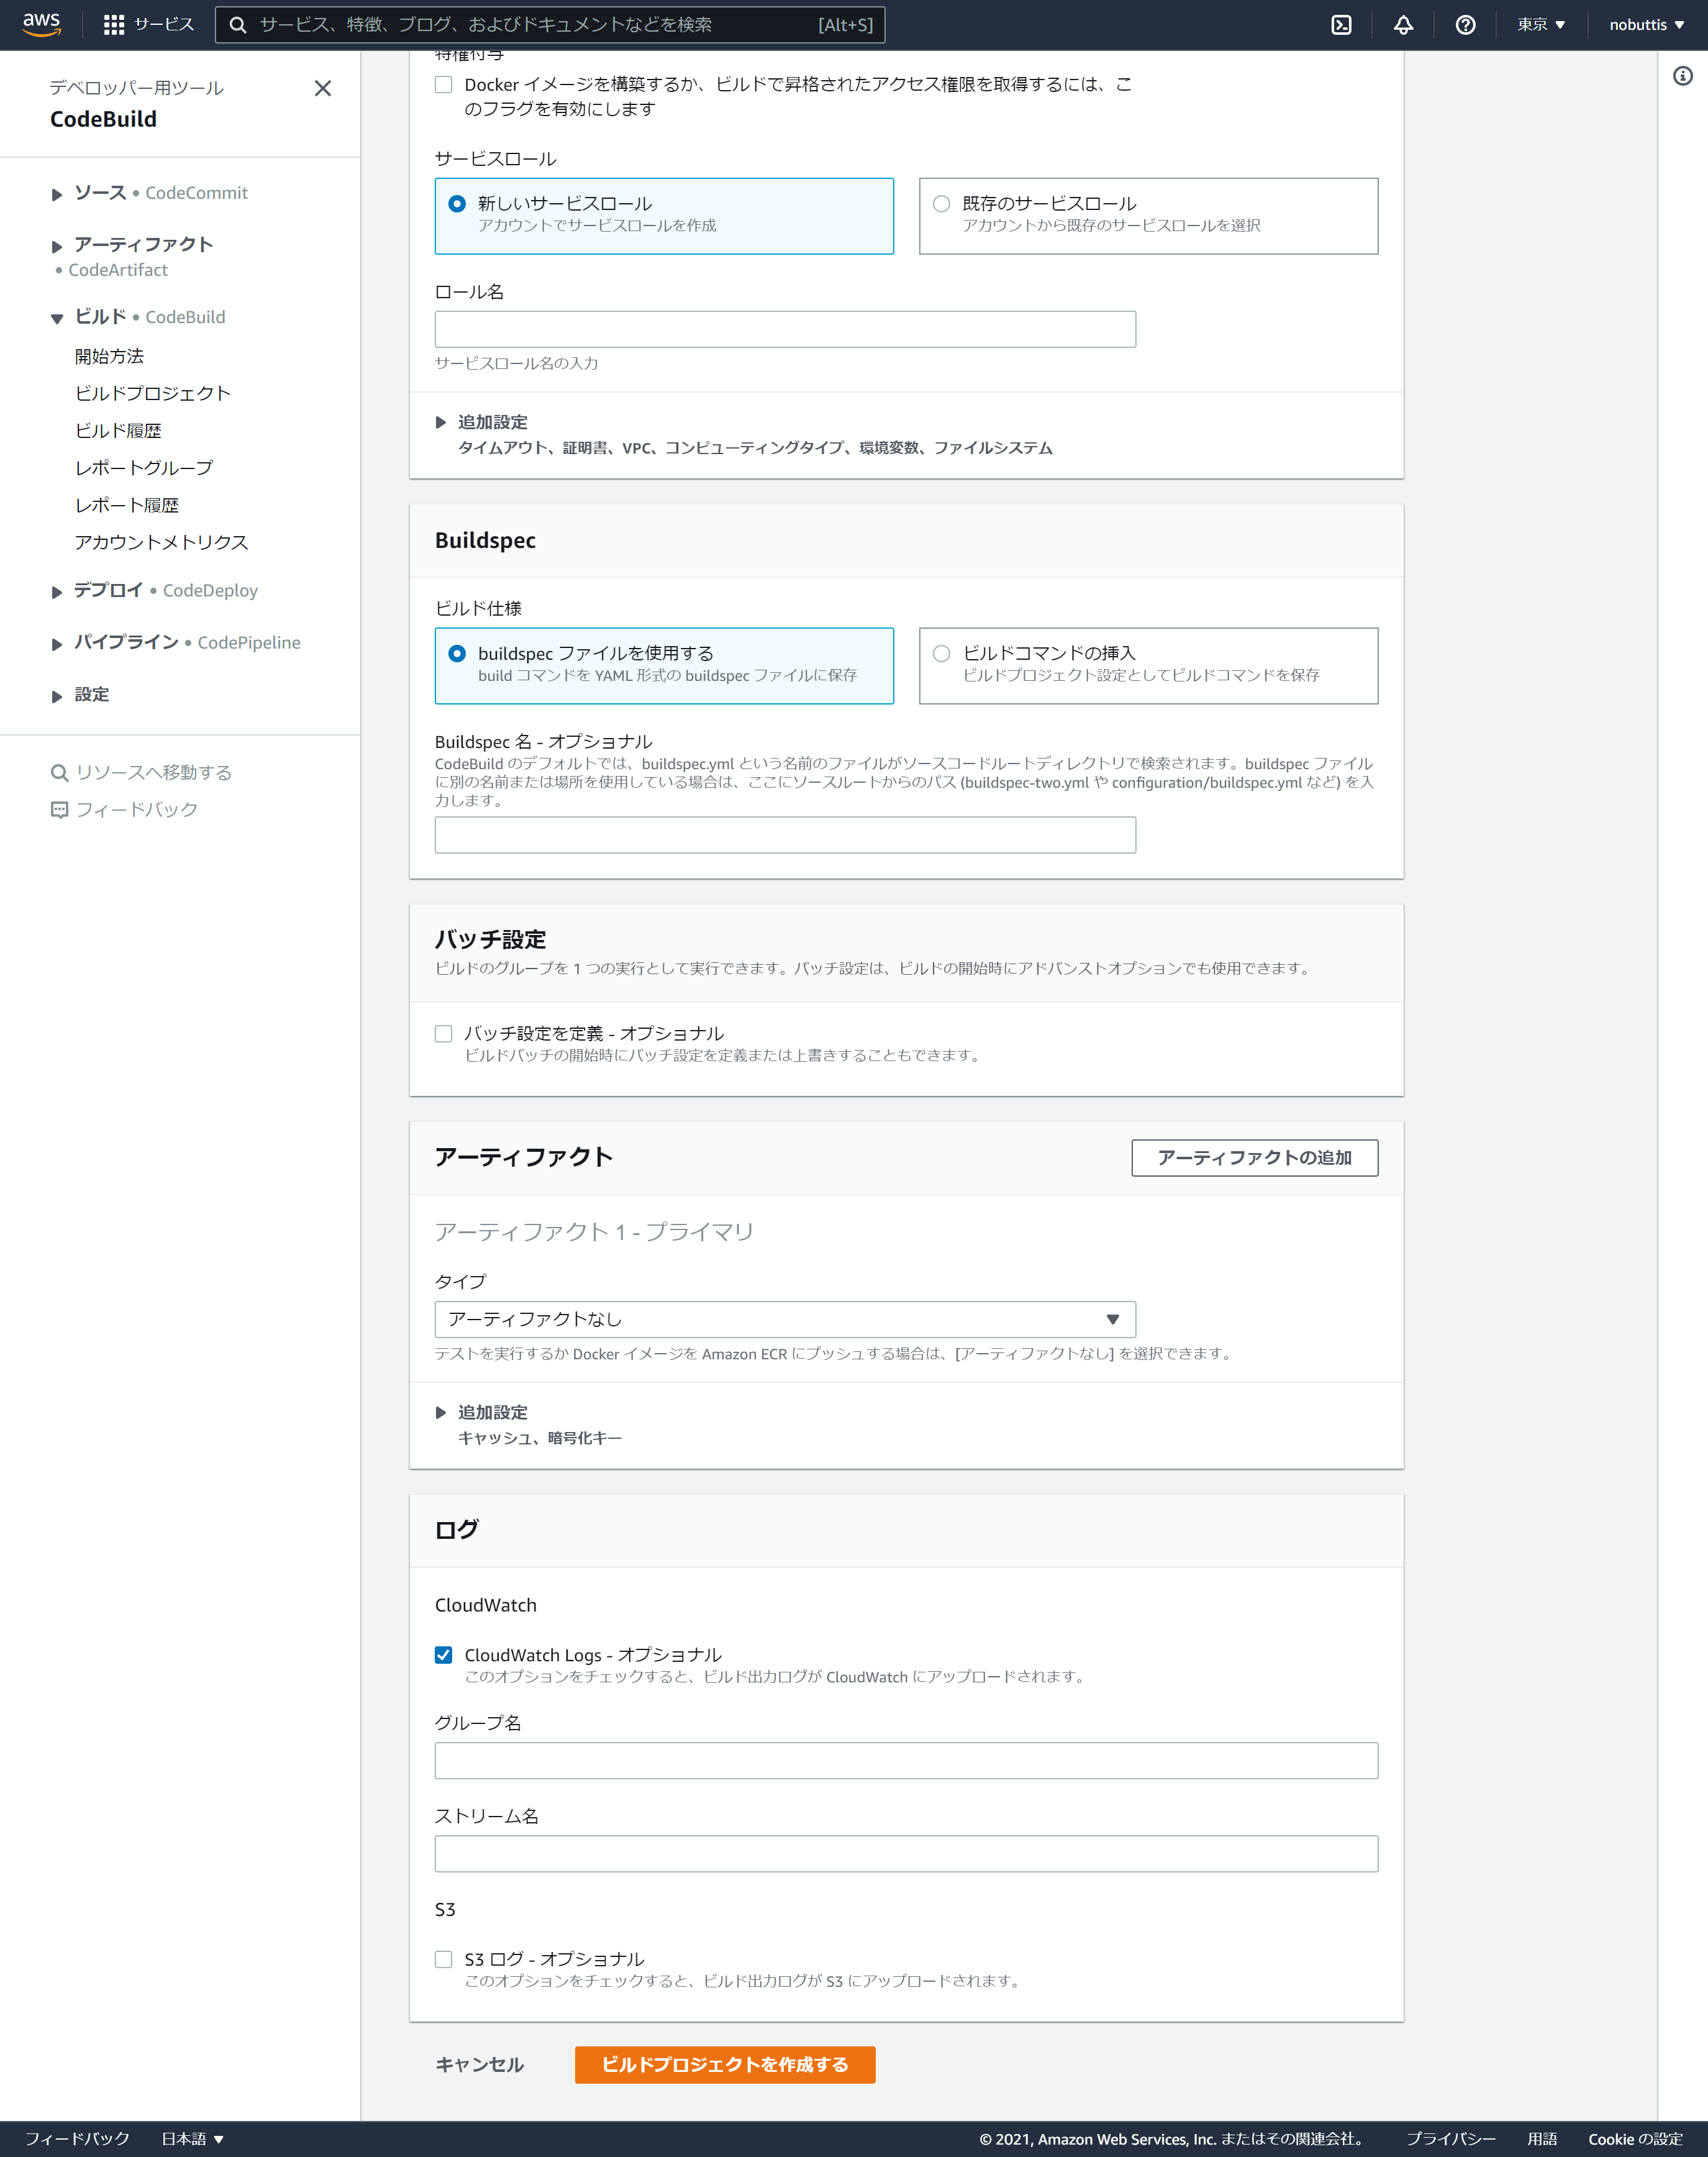 aws
サービス
サービス、特徴、ブログ、およびドキュメントなどを検索
[Alt+S]
東京
nobuttis
デベロッパー用ツール
CodeBuild
ソース • CodeCommit
アーティファクト
• CodeArtifact
ビルド • CodeBuild
開始方法
ビルドプロジェクト
ビルド履歴
レポートグループ
レポート履歴
アカウントメトリクス
デプロイ • CodeDeploy
パイプライン • CodePipeline
設定
リソースへ移動する
フィードバック
特権付与
Docker イメージを構築するか、ビルドで昇格されたアクセス権限を取得するには、こ
のフラグを有効にします
サービスロール
新しいサービスロール
アカウントでサービスロールを作成
既存のサービスロール
アカウントから既存のサービスロールを選択
ロール名
サービスロール名の入力
追加設定
タイムアウト、証明書、VPC、コンピューティングタイプ、環境変数、ファイルシステム
Buildspec
ビルド仕様
buildspec ファイルを使用する
build コマンドを YAML 形式の buildspec ファイルに保存
ビルドコマンドの挿入
ビルドプロジェクト設定としてビルドコマンドを保存
Buildspec 名 - オプショナル
CodeBuild のデフォルトでは、buildspec.yml という名前のファイルがソースコードルートディレクトリで検索されます。buildspec ファイル
に別の名前または場所を使用している場合は、ここにソースルートからのパス (buildspec-two.yml や configuration/buildspec.yml など) を入
力します。
バッチ設定
ビルドのグループを 1 つの実行として実行できます。バッチ設定は、ビルドの開始時にアドバンストオプションでも使用できます。
バッチ設定を定義 - オプショナル
ビルドバッチの開始時にバッチ設定を定義または上書きすることもできます。
アーティファクト
アーティファクトの追加
アーティファクト 1 - プライマリ
タイプ
アーティファクトなし
テストを実行するか Docker イメージを Amazon ECR にプッシュする場合は、[アーティファクトなし] を選択できます。
追加設定
キャッシュ、暗号化キー
ログ
CloudWatch
CloudWatch Logs - オプショナル
このオプションをチェックすると、ビルド出力ログが CloudWatch にアップロードされます。
グループ名
ストリーム名
S3
S3 ログ - オプショナル
このオプションをチェックすると、ビルド出力ログが S3 にアップロードされます。
キャンセル
ビルドプロジェクトを作成する
フィードバック
日本語
© 2021, Amazon Web Services, Inc. またはその関連会社。
プライバシー
用語
Cookie の設定